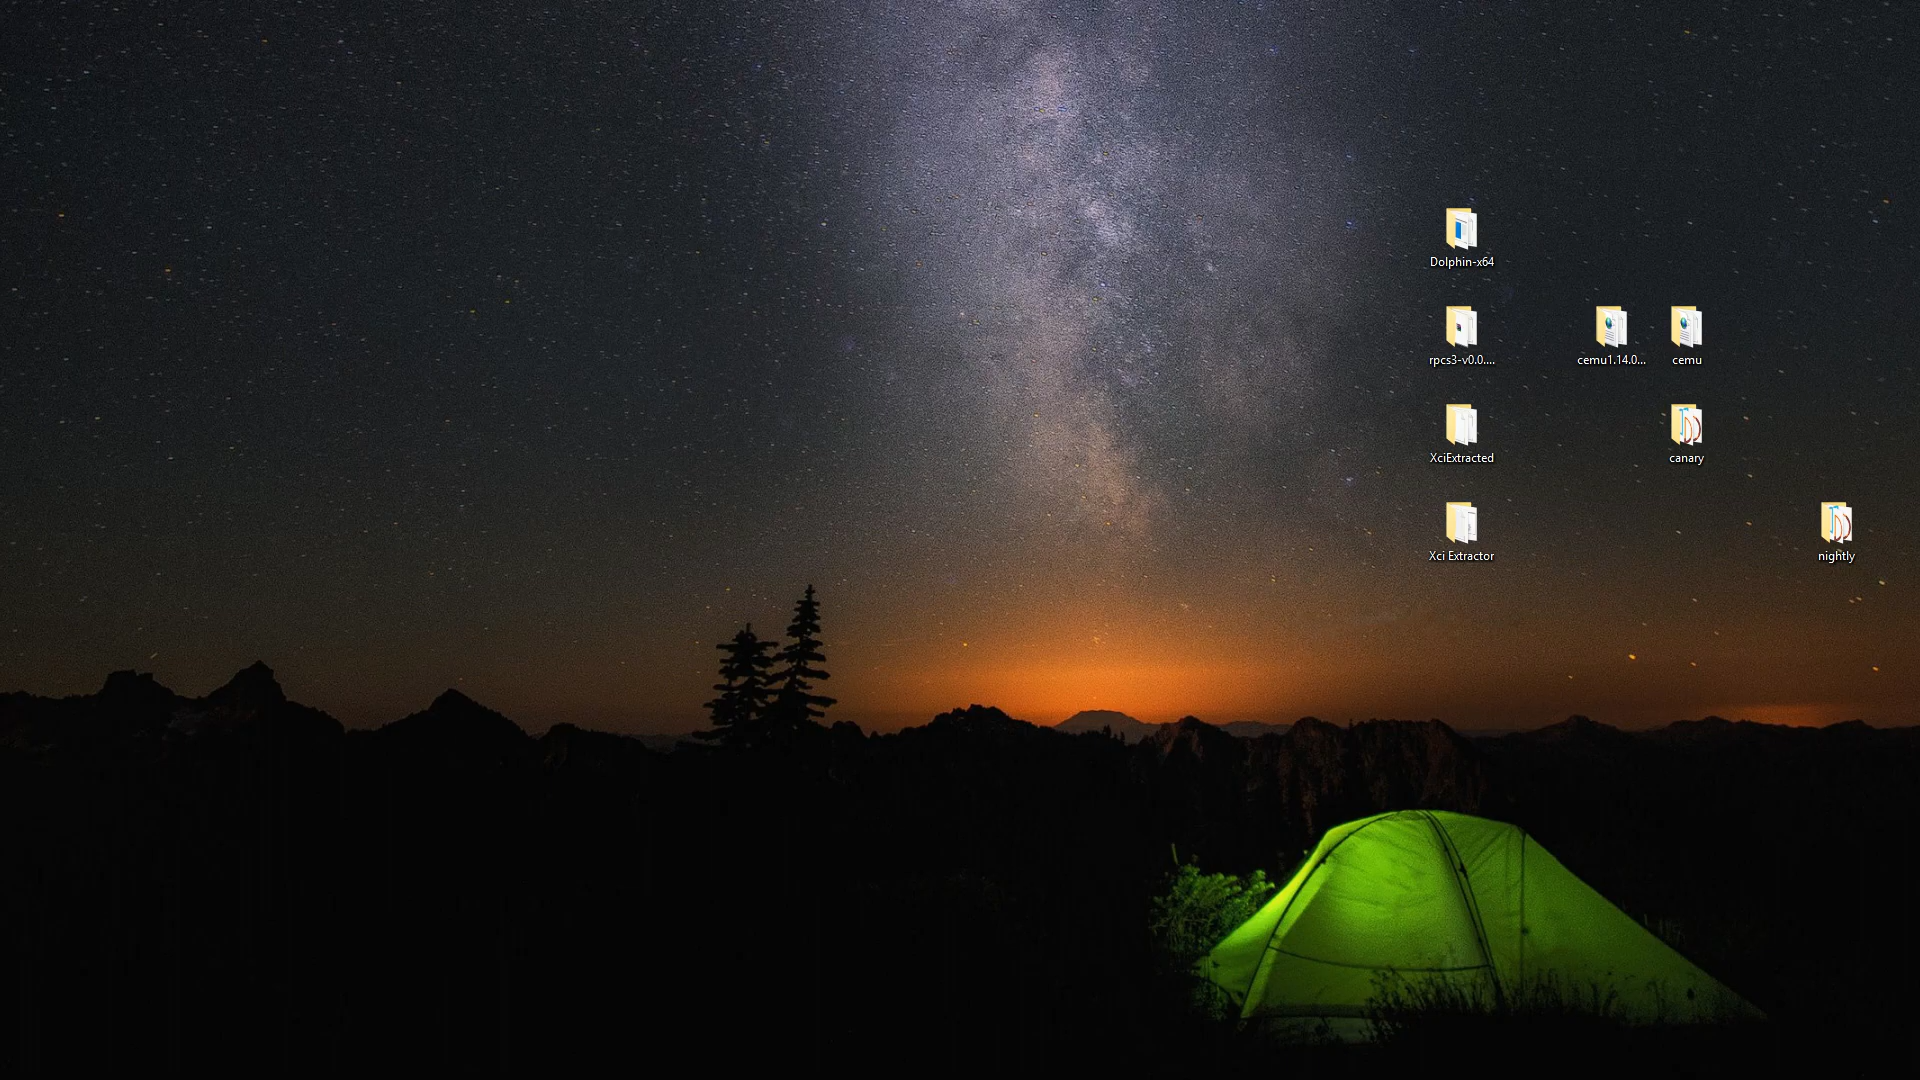 Dolphin-x64
rpcs3-v0.0....
cemu1.14.0...
cemu
XciExtracted
canary
Xci Extractor
nightly